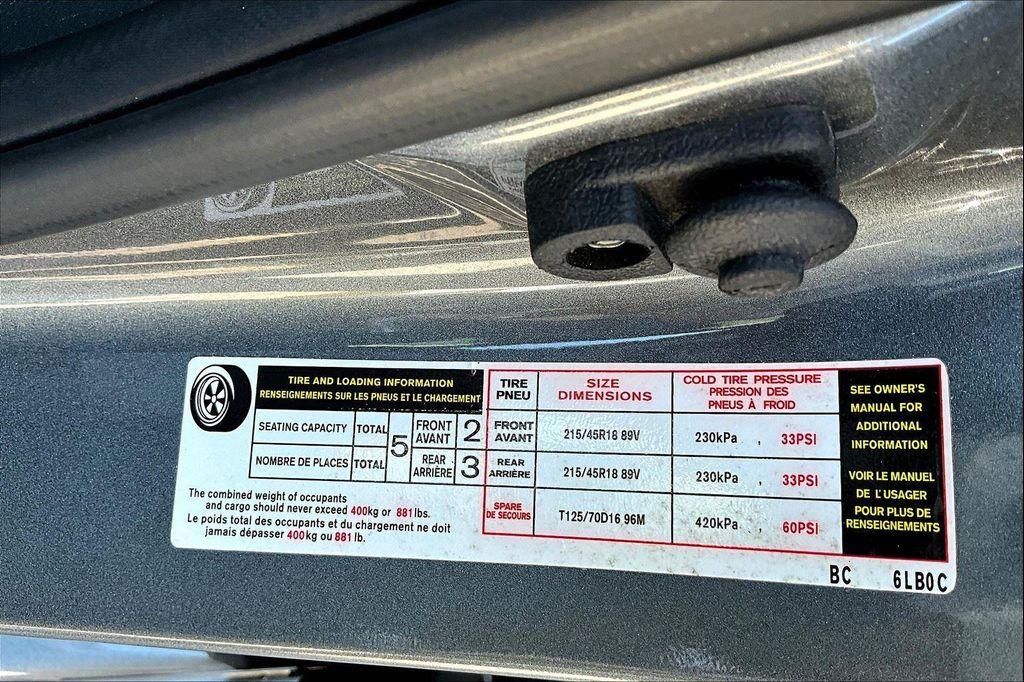 TIRE AND LOADING INFORMATION
RENSEIGNEMENTS SUR LES PNEUS ET LE CHARGEMENT
SEATING CAPACITY TOTAL 5 FRONT AVANT 2
NOMBRE DE PLACES TOTAL REAR ARRIÈRE 3
The combined weight of occupants
and cargo should never exceed 400kg or 881 lbs.
Le poids total des occupants et du chargement ne doit
jamais dépasser 400kg ou 881 lb.
TIRE PNEU
SIZE
DIMENSIONS
COLD TIRE PRESSURE
PRESSION DES
PNEUS À FROID
FRONT AVANT 215/45R18 89V 230kPa , 33PSI
REAR ARRIÈRE 215/45R18 89V 230kPa , 33PSI
SPARE DE SECOURS T125/70D16 96M 420kPa , 60PSI
SEE OWNER'S
MANUAL FOR
ADDITIONAL
INFORMATION
VOIR LE MANUEL
DE L'USAGER
POUR PLUS DE
RENSEIGNEMENTS
BC 6LB0C